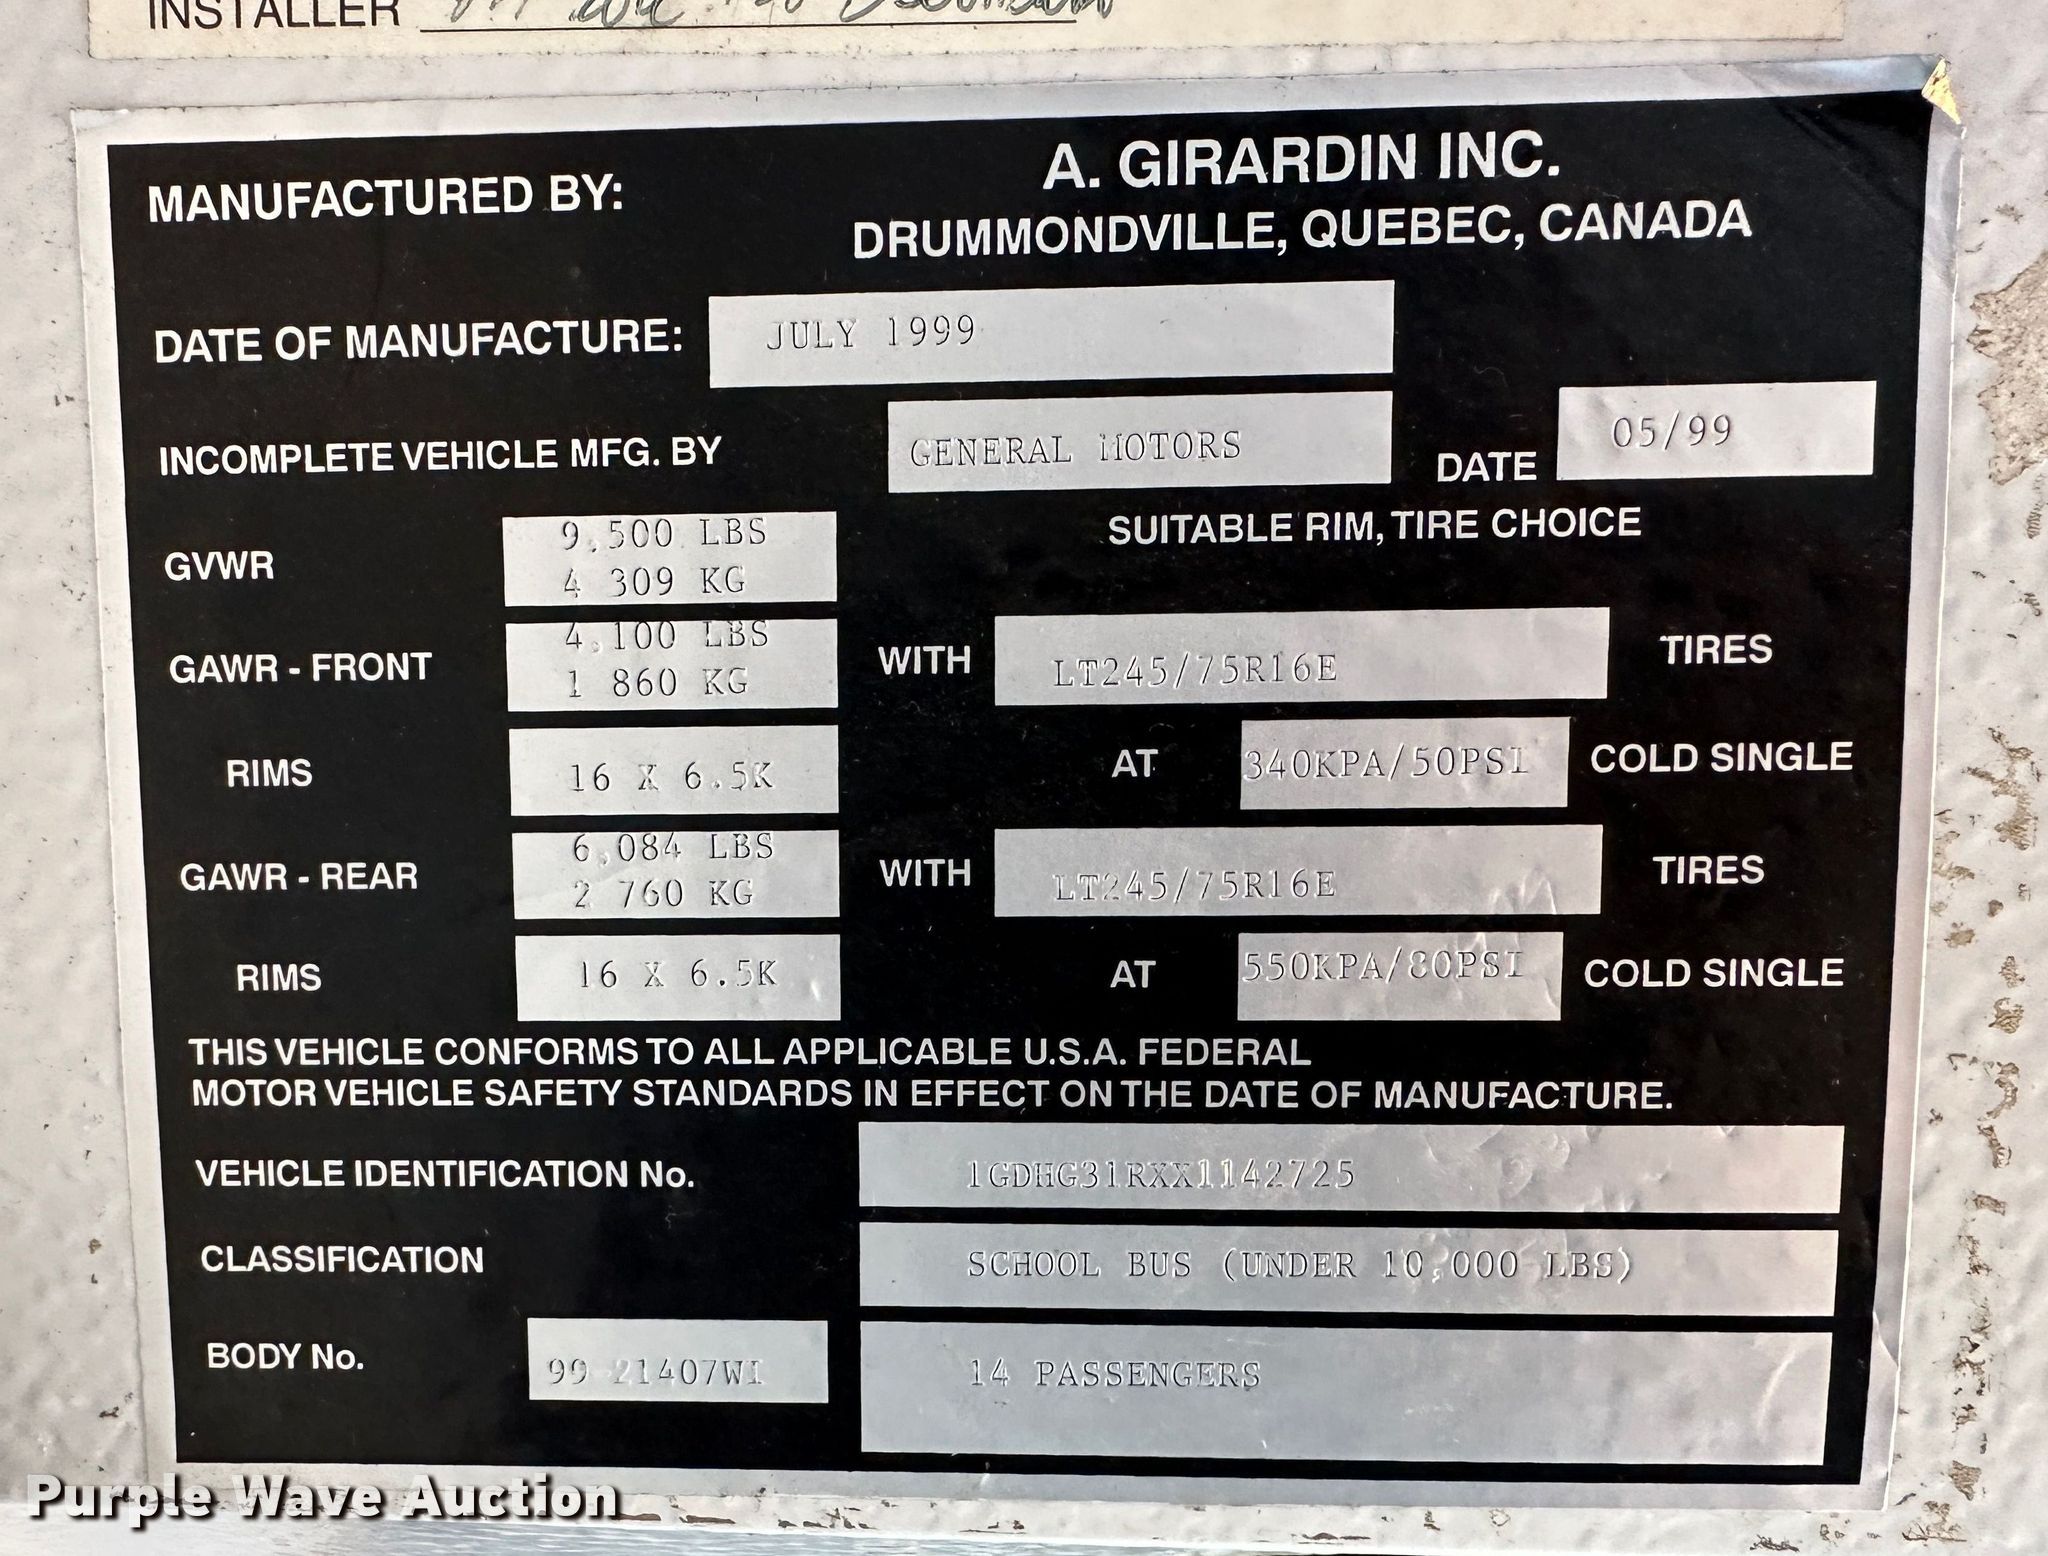 INSTALLER
MANUFACTURED BY:
A. GIRARDIN INC.
DRUMMONDVILLE, QUEBEC, CANADA
DATE OF MANUFACTURE: JULY 1999
INCOMPLETE VEHICLE MFG. BY GENERAL MOTORS DATE 05/99
GVWR 9,500 LBS
4 309 KG
SUITABLE RIM, TIRE CHOICE
GAWR - FRONT 4,100 LBS
1 860 KG
WITH LT245/75R16E TIRES
RIMS 16 X 6.5K AT 340KPA/50PSI COLD SINGLE
GAWR - REAR 6,084 LBS
2 760 KG
WITH LT245/75R16E TIRES
RIMS 16 X 6.5K AT 550KPA/80PSI COLD SINGLE
THIS VEHICLE CONFORMS TO ALL APPLICABLE U.S.A. FEDERAL
MOTOR VEHICLE SAFETY STANDARDS IN EFFECT ON THE DATE OF MANUFACTURE.
VEHICLE IDENTIFICATION No. 1GDHG31RXX1142725
CLASSIFICATION SCHOOL BUS (UNDER 10,000 LBS)
BODY No. 99 21407WI 14 PASSENGERS
Purple Wave Auction